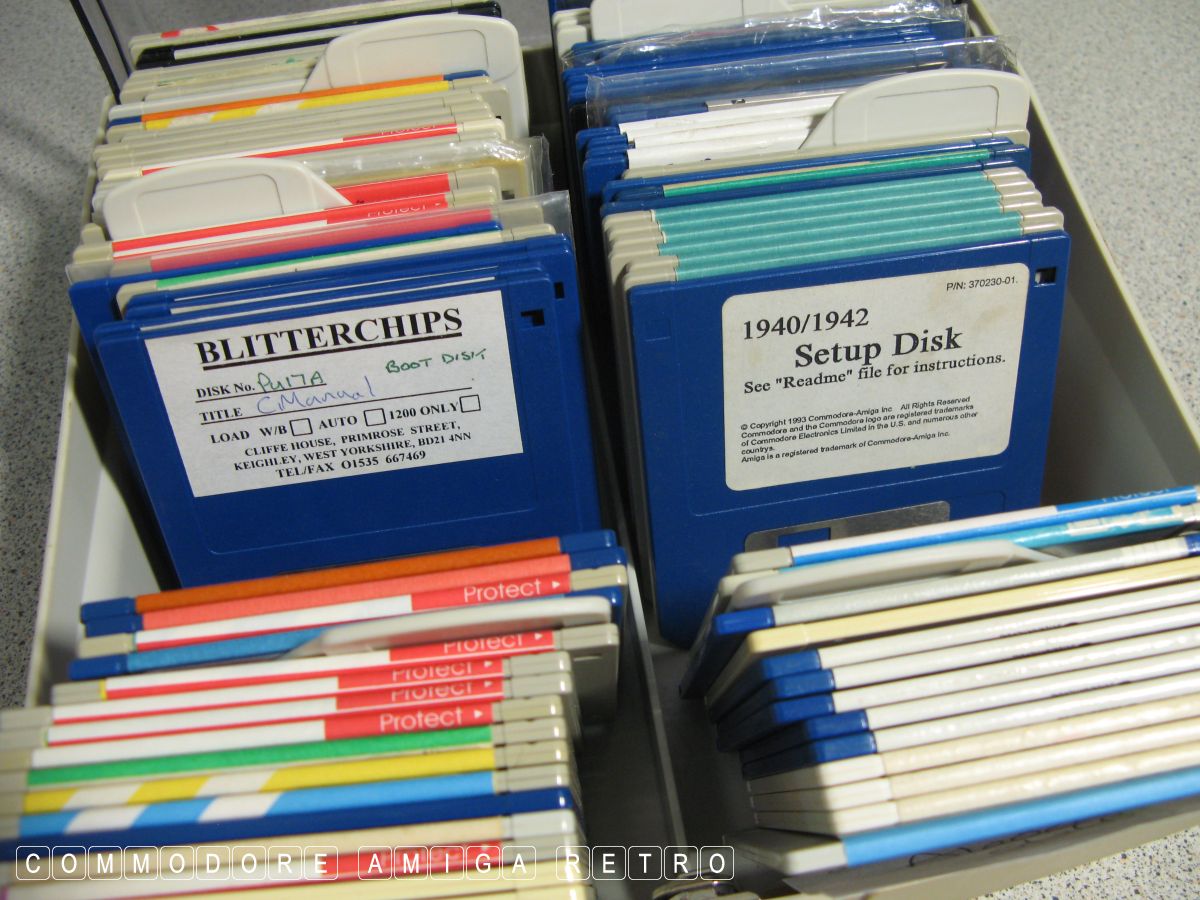 BLITTERCHIPS
DISK No. PU17A BOOT DISK
TITLE C Manual
LOAD W/B AUTO 1200 ONLY
CLIFFE HOUSE, PRIMROSE STREET,
KEIGHLEY, WEST YORKSHIRE, BD21 4NN
TEL/FAX 01535 667469
P/N: 370230-01.
1940/1942
Setup Disk
See "Readme" file for instructions.
© Copyright 1993 Commodore-Amiga Inc All Rights Reserved
Commodore and the Commodore logo are registered trademarks
of Commodore Electronics Limited in the U.S. and numerous other
countrys.
Amiga is a registered trademark of Commodore-Amiga Inc.
Protect
Protect
Protect
Protect
Protect
Protect
Protect
COMMODORE AMIGA RETRO